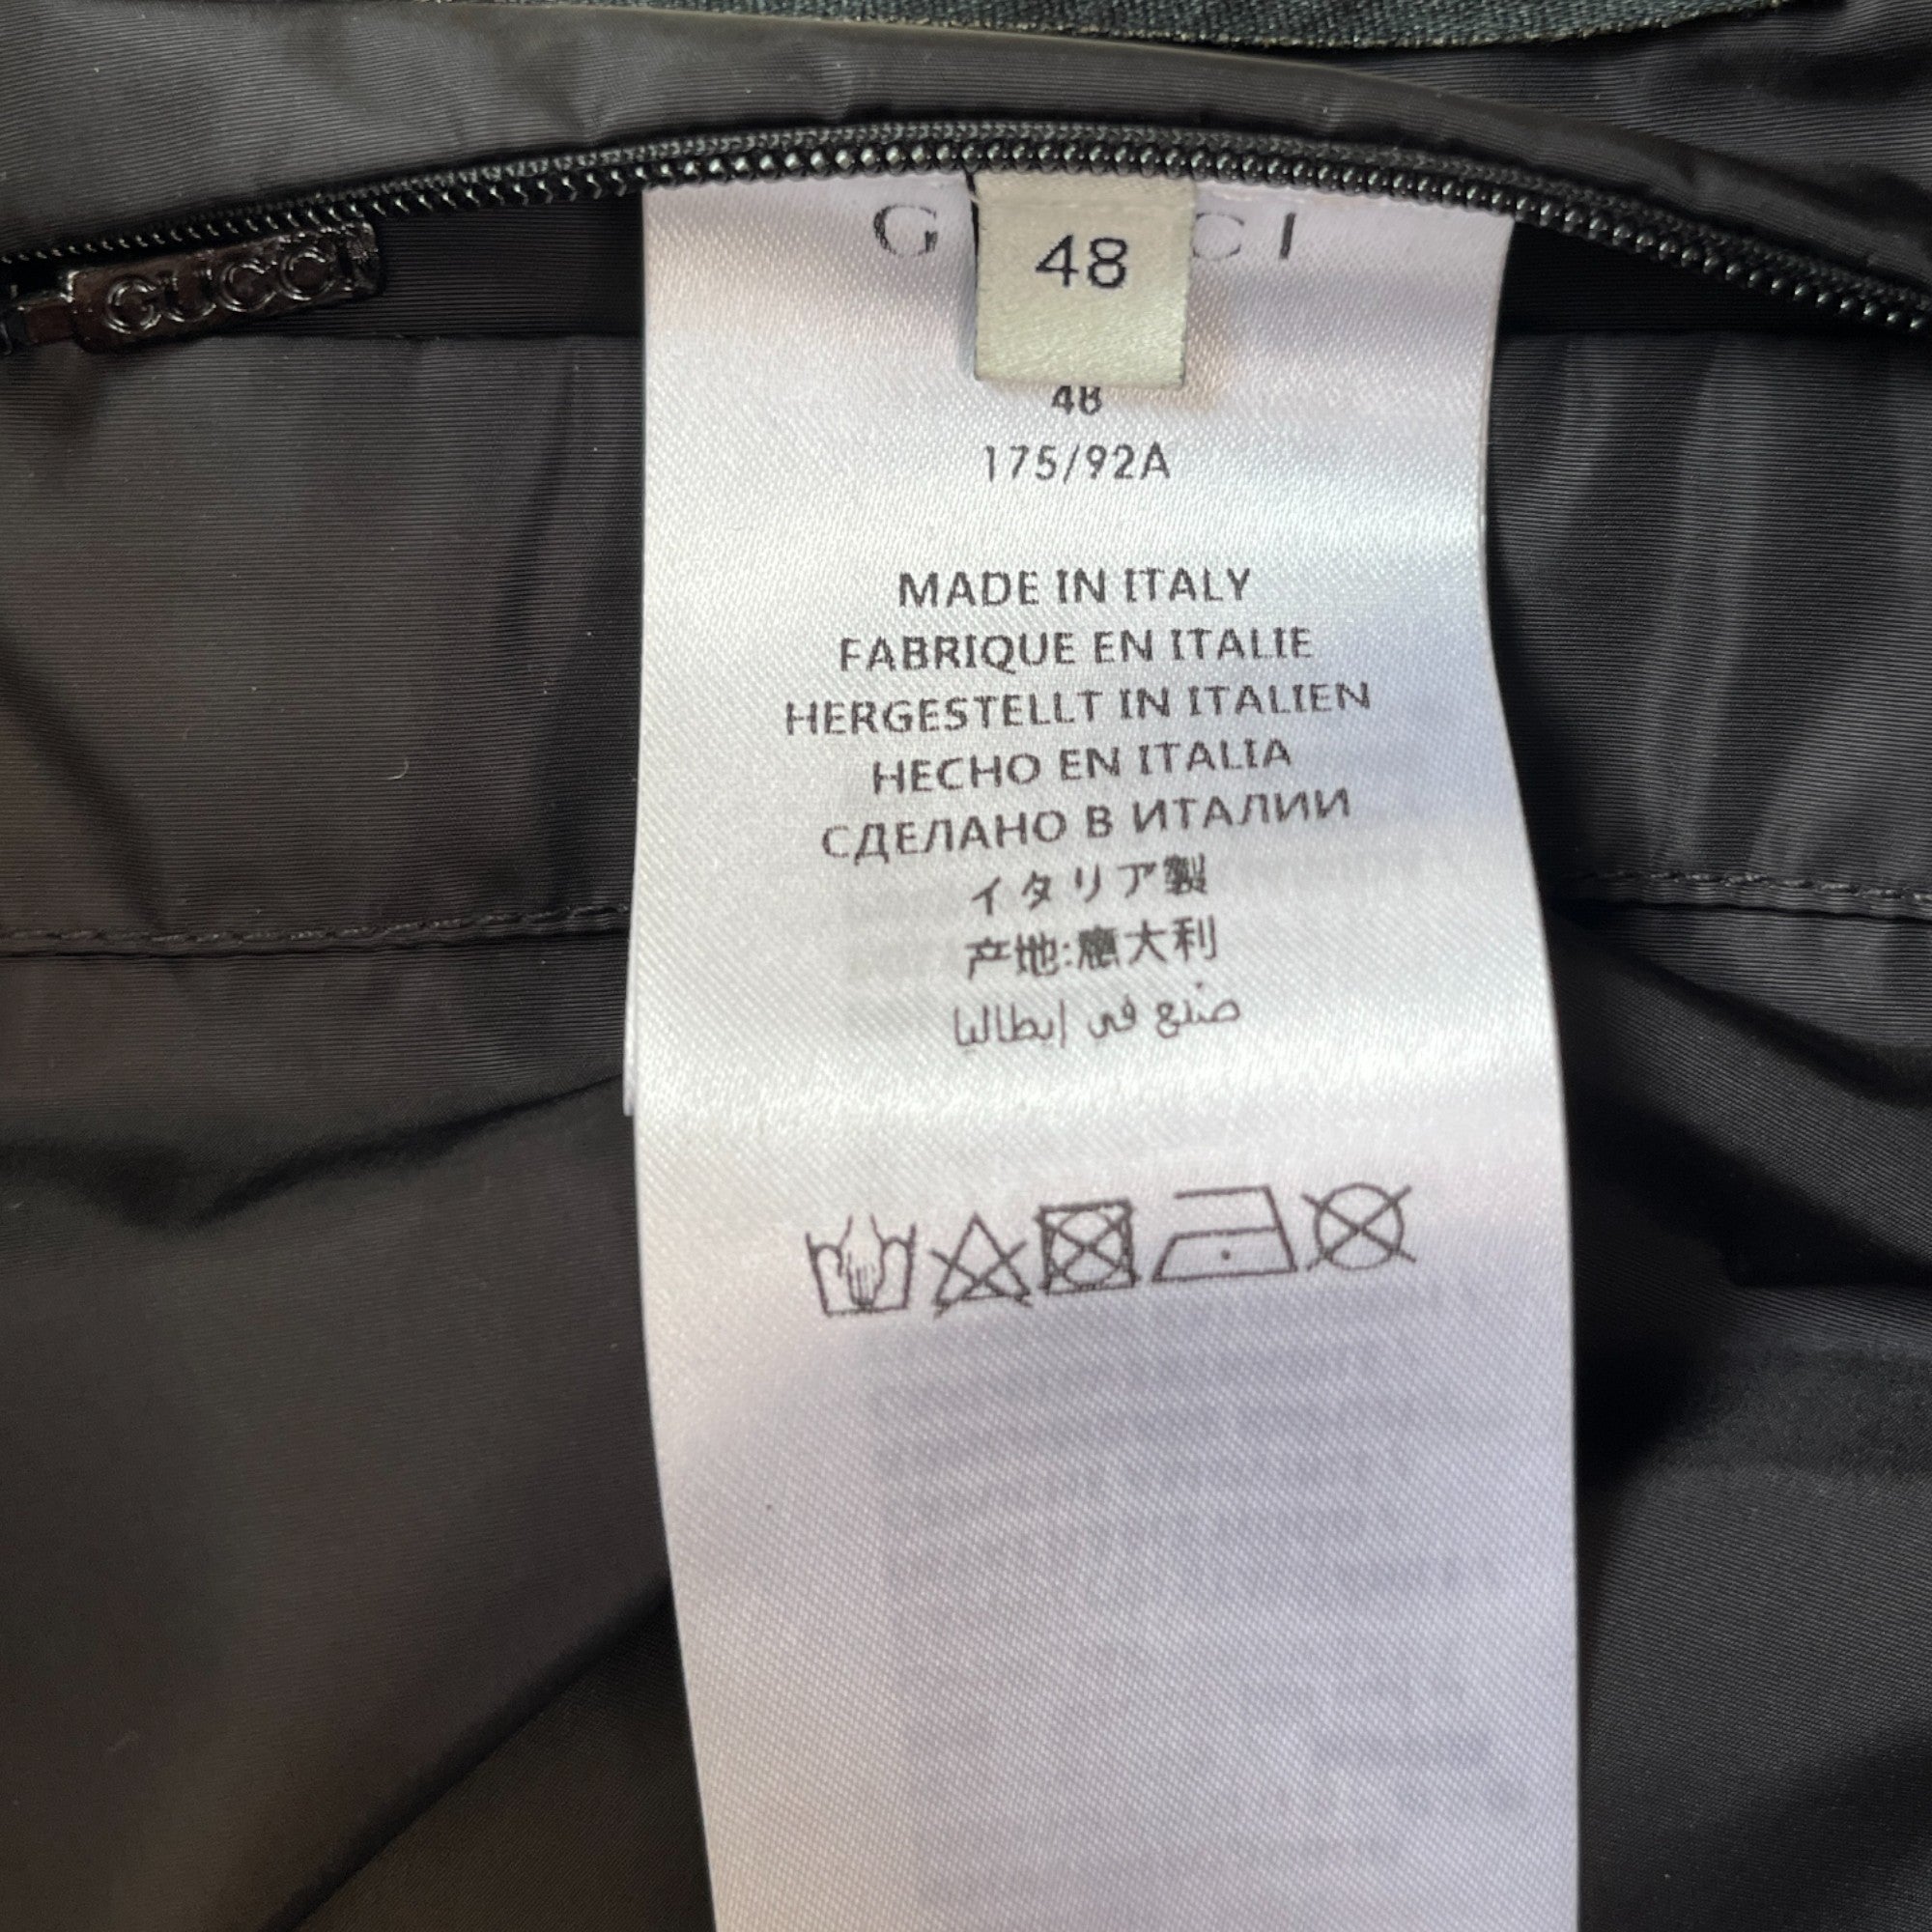 GUCCI
48
48
175/92A
MADE IN ITALY
FABRIQUE EN ITALIE
HERGESTELLT IN ITALIEN
HECHO EN ITALIA
СДЕЛАНО В ИТАЛИИ
イタリア製
产地:意大利
صنع في إيطاليا